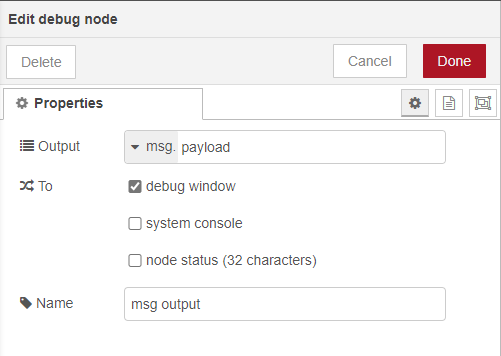 Edit debug node
Delete Cancel Done
Properties
Output msg. payload
To debug window
system console
node status (32 characters)
Name msg output